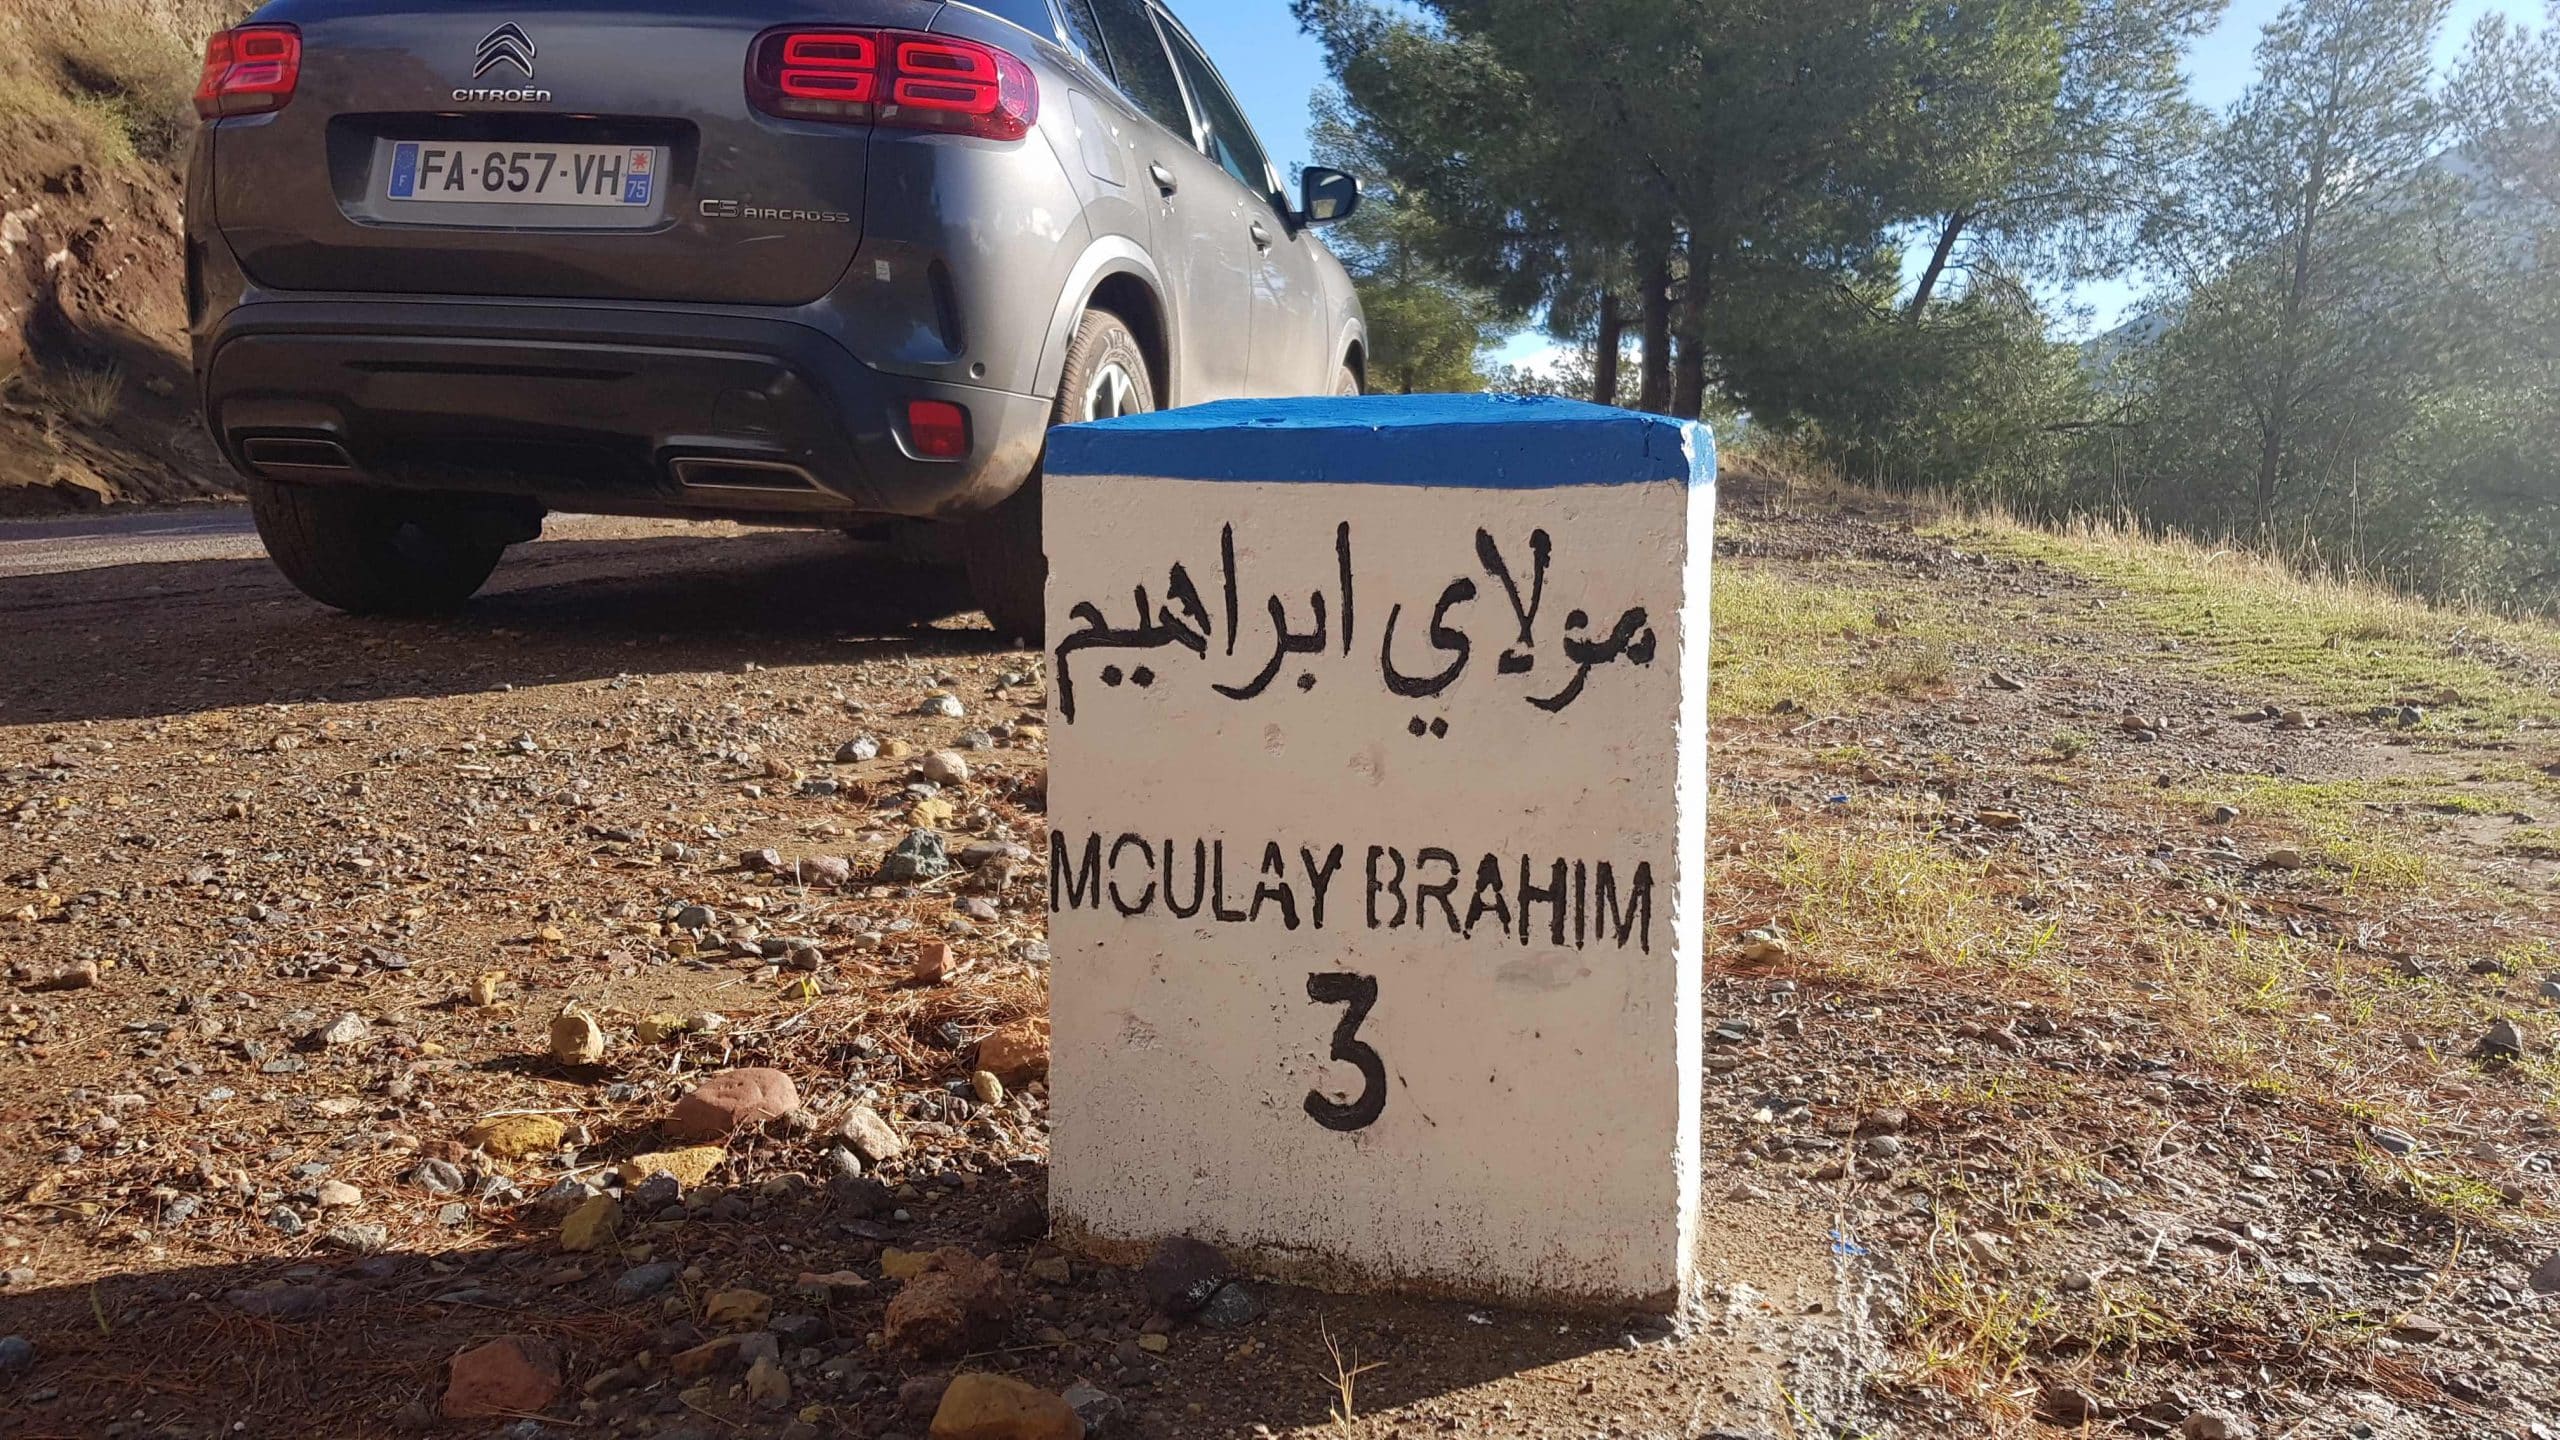 CITROËN
F FA-657-VH 75
C5 AIRCROSS
مولاي ابراهيم
MOULAY BRAHIM
3